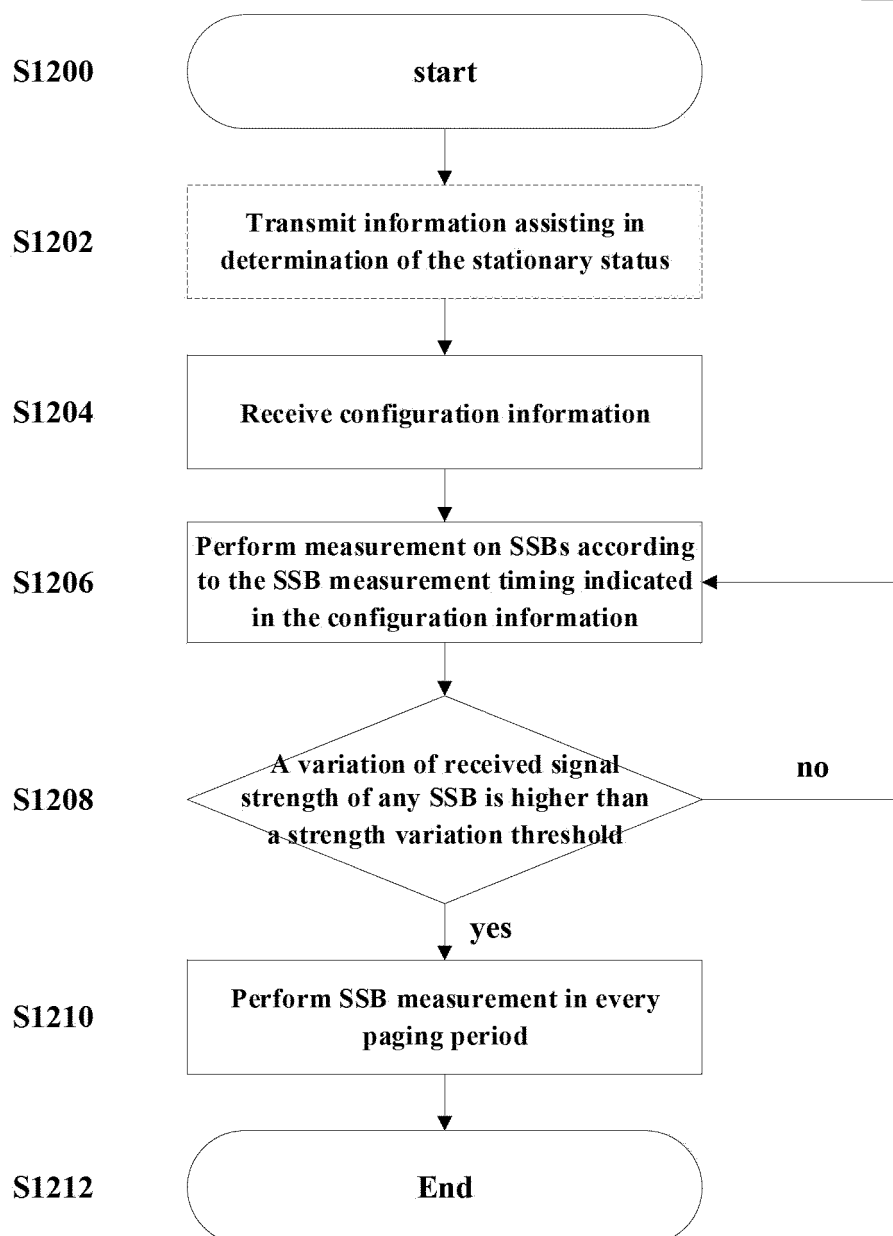 S1200
start
S1202
Transmit information assisting in
determination of the stationary status
S1204
Receive configuration information
S1206
Perform measurement on SSBs according
to the SSB measurement timing indicated
in the configuration information
S1208
A variation of received signal
strength of any SSB is higher than
a strength variation threshold
no
yes
S1210
Perform SSB measurement in every
paging period
S1212
End